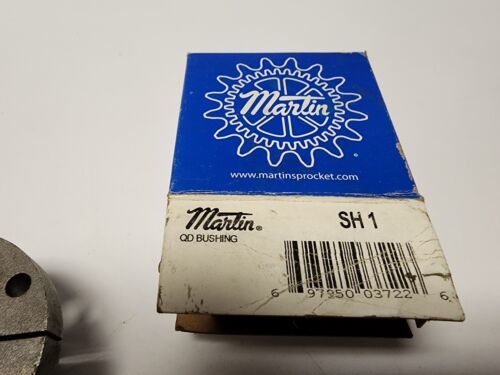 Martin
®
www.martinsprocket.com
Martin® SH 1
QD BUSHING
6 97950 03722 6